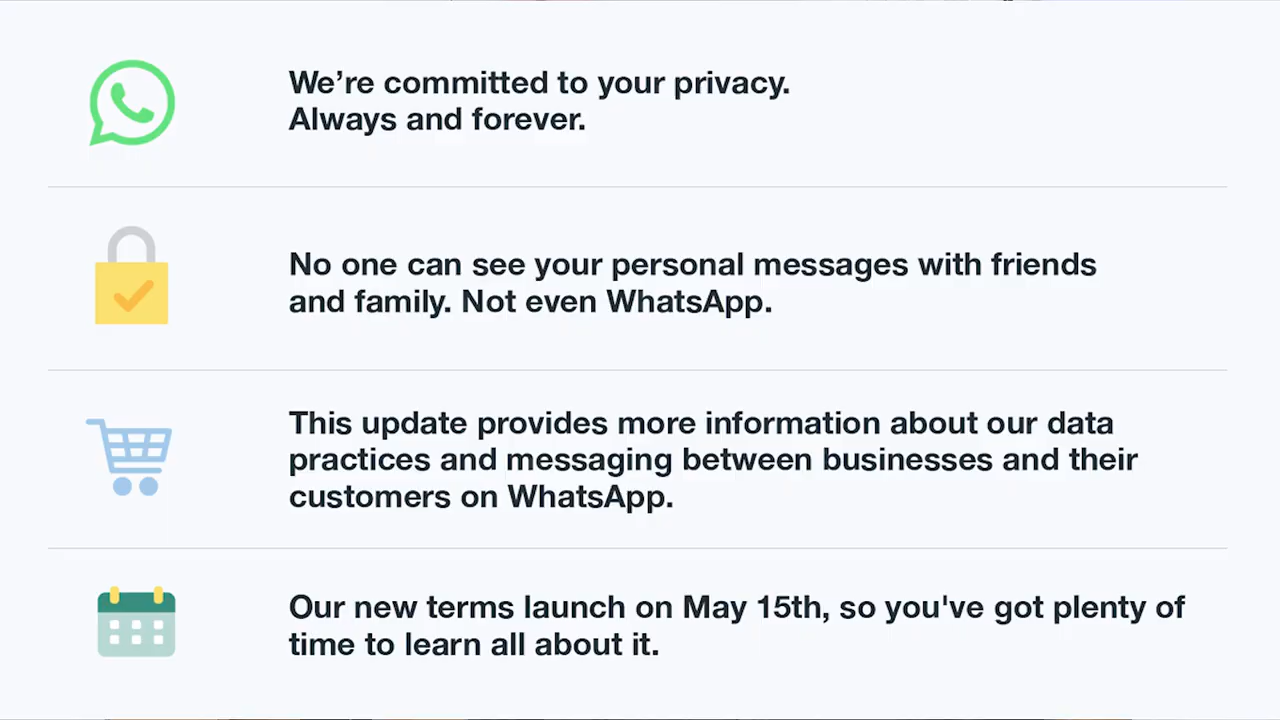 We’re committed to your privacy.
Always and forever.
No one can see your personal messages with friends
and family. Not even WhatsApp.
This update provides more information about our data
practices and messaging between businesses and their
customers on WhatsApp.
Our new terms launch on May 15th, so you've got plenty of
time to learn all about it.